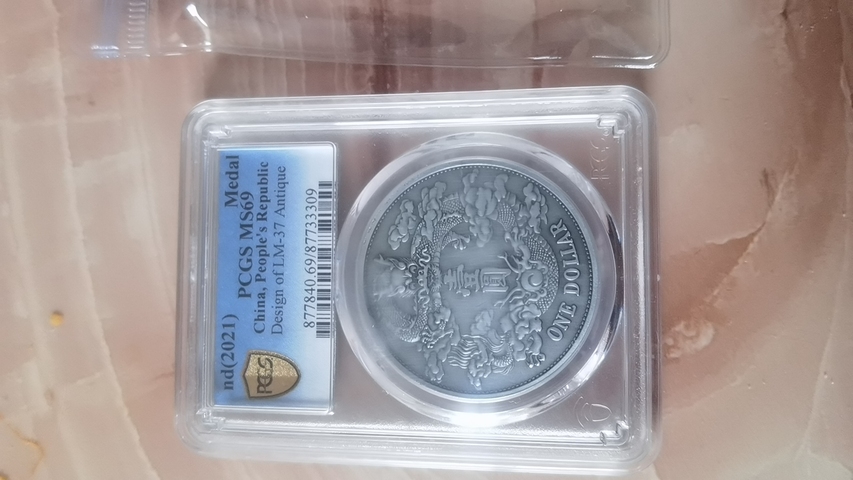 nd(2021) Medal
PCGS MS69
China, People's Republic
Design of LM-37 Antique
877840.69/87733309
PCGS
壹圓
ONE DOLLAR
PCGS